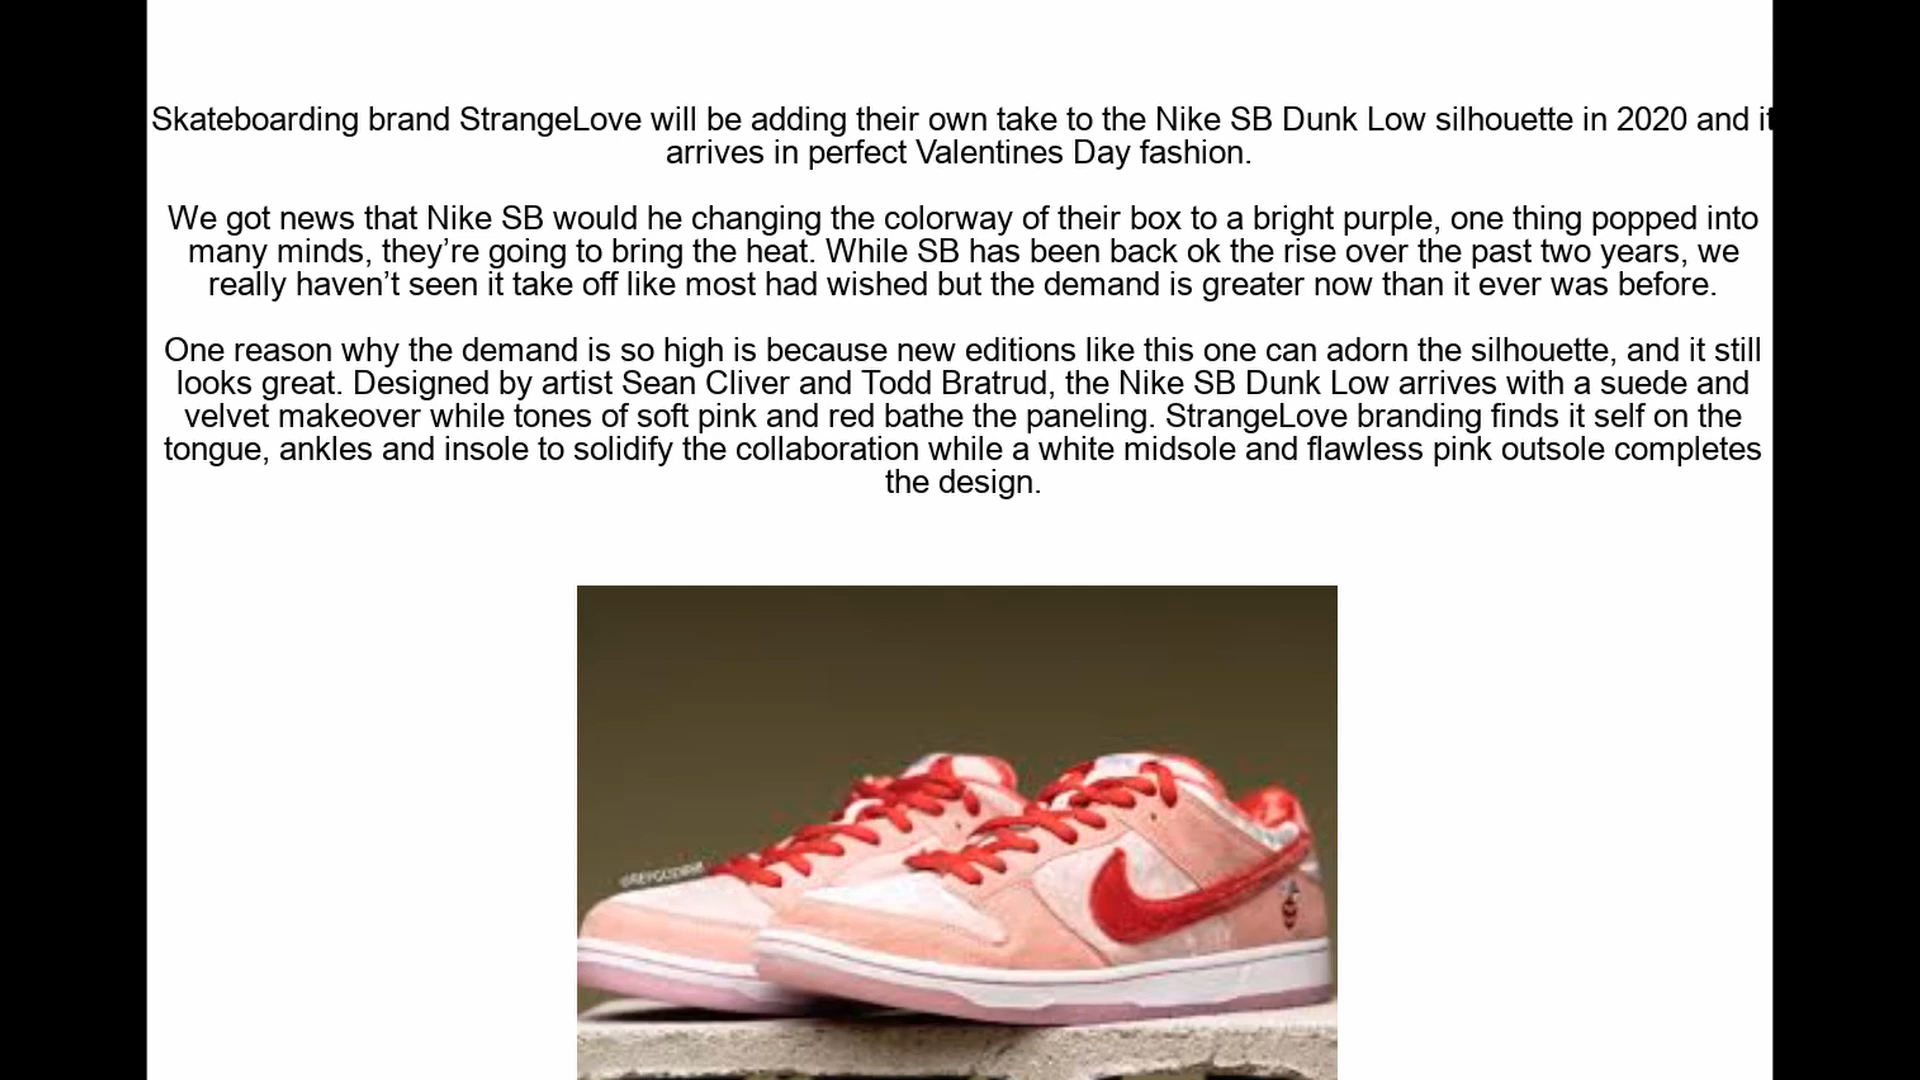 Skateboarding brand StrangeLove will be adding their own take to the Nike SB Dunk Low silhouette in 2020 and it
arrives in perfect Valentines Day fashion.
We got news that Nike SB would he changing the colorway of their box to a bright purple, one thing popped into
many minds, they’re going to bring the heat. While SB has been back ok the rise over the past two years, we
really haven’t seen it take off like most had wished but the demand is greater now than it ever was before.
One reason why the demand is so high is because new editions like this one can adorn the silhouette, and it still
looks great. Designed by artist Sean Cliver and Todd Bratrud, the Nike SB Dunk Low arrives with a suede and
velvet makeover while tones of soft pink and red bathe the paneling. StrangeLove branding finds it self on the
tongue, ankles and insole to solidify the collaboration while a white midsole and flawless pink outsole completes
the design.